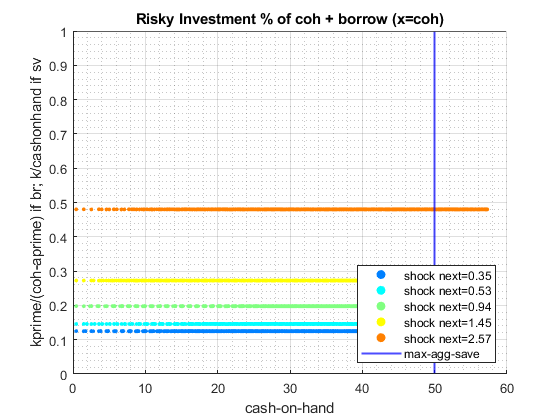 Risky Investment % of coh + borrow (x=coh)
kprime/(coh-aprime) if br; k/cashonhand if sv
1
0.9
0.8
0.7
0.6
0.5
0.4
0.3
0.2
0.1
0
0 10 20 30 40 50 60
cash-on-hand
shock next=0.35
shock next=0.53
shock next=0.94
shock next=1.45
shock next=2.57
max-agg-save